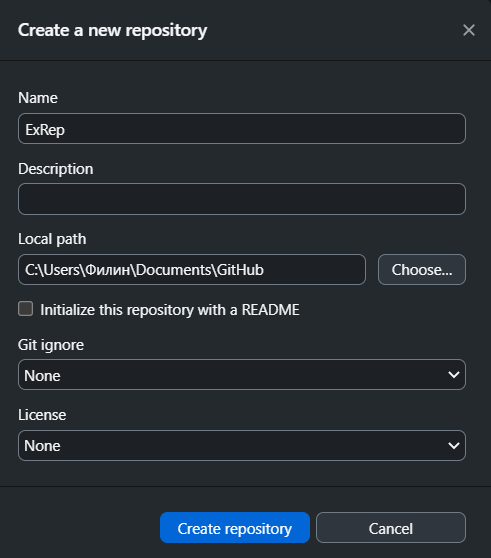 Create a new repository
Name
ExRep
Description
Local path
C:\Users\Филин\Documents\GitHub
Choose...
Initialize this repository with a README
Git ignore
None
License
None
Create repository
Cancel